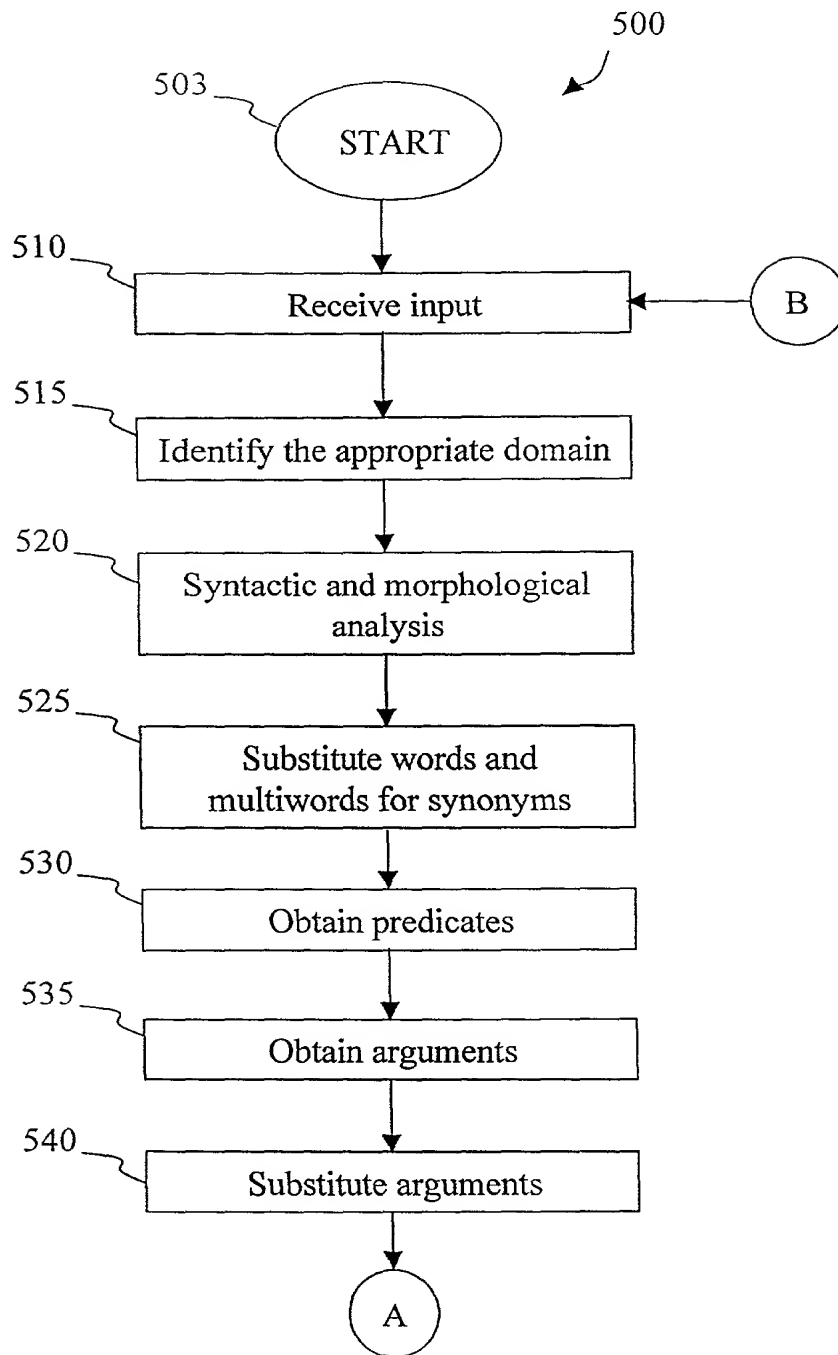 500
503
START
510
Receive input
B
515
Identify the appropriate domain
520
Syntactic and morphological
analysis
525
Substitute words and
multiwords for synonyms
530
Obtain predicates
535
Obtain arguments
540
Substitute arguments
A